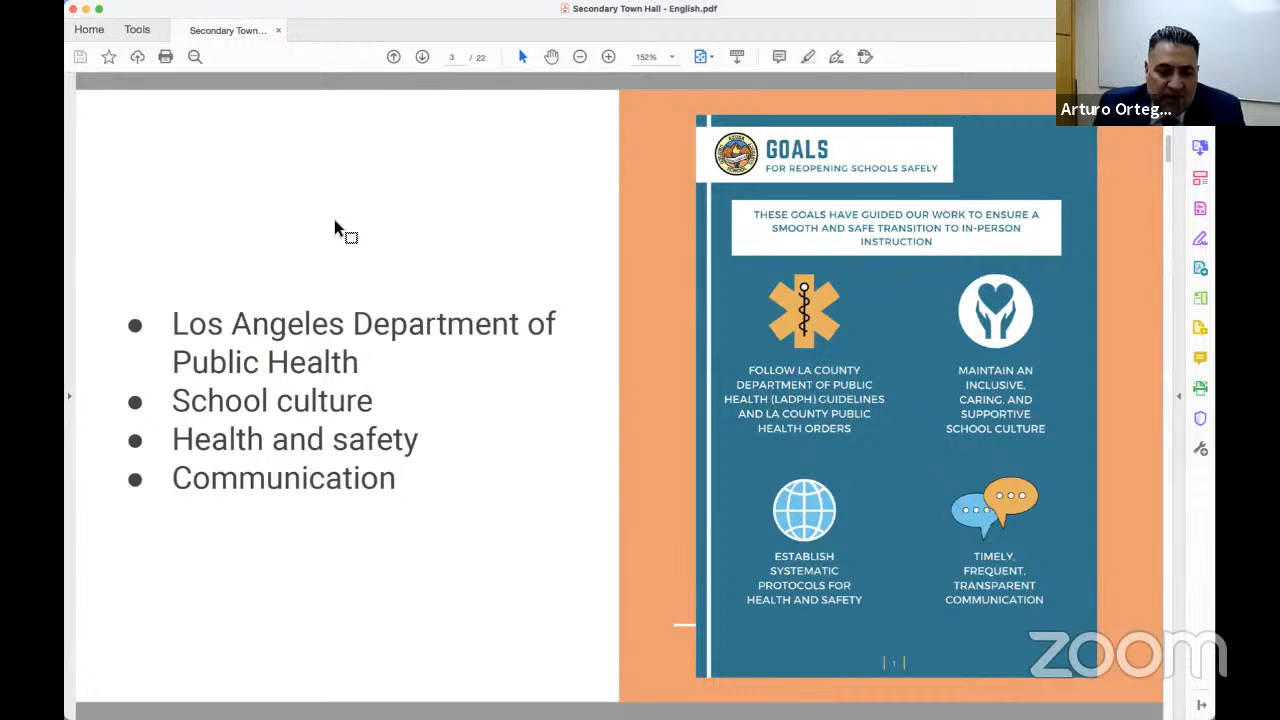 Secondary Town Hall - English.pdf
Home
Tools
Secondary Town...
3 / 22
152%
Arturo Orteg...
Los Angeles Department of
Public Health
School culture
Health and safety
Communication
GOALS
FOR REOPENING SCHOOLS SAFELY
THESE GOALS HAVE GUIDED OUR WORK TO ENSURE A
SMOOTH AND SAFE TRANSITION TO IN-PERSON
INSTRUCTION
FOLLOW LA COUNTY
DEPARTMENT OF PUBLIC
HEALTH (LADPH) GUIDELINES
AND LA COUNTY PUBLIC
HEALTH ORDERS
MAINTAIN AN
INCLUSIVE,
CARING, AND
SUPPORTIVE
SCHOOL CULTURE
ESTABLISH
SYSTEMATIC
PROTOCOLS FOR
HEALTH AND SAFETY
TIMELY,
FREQUENT,
TRANSPARENT
COMMUNICATION
1
zoom